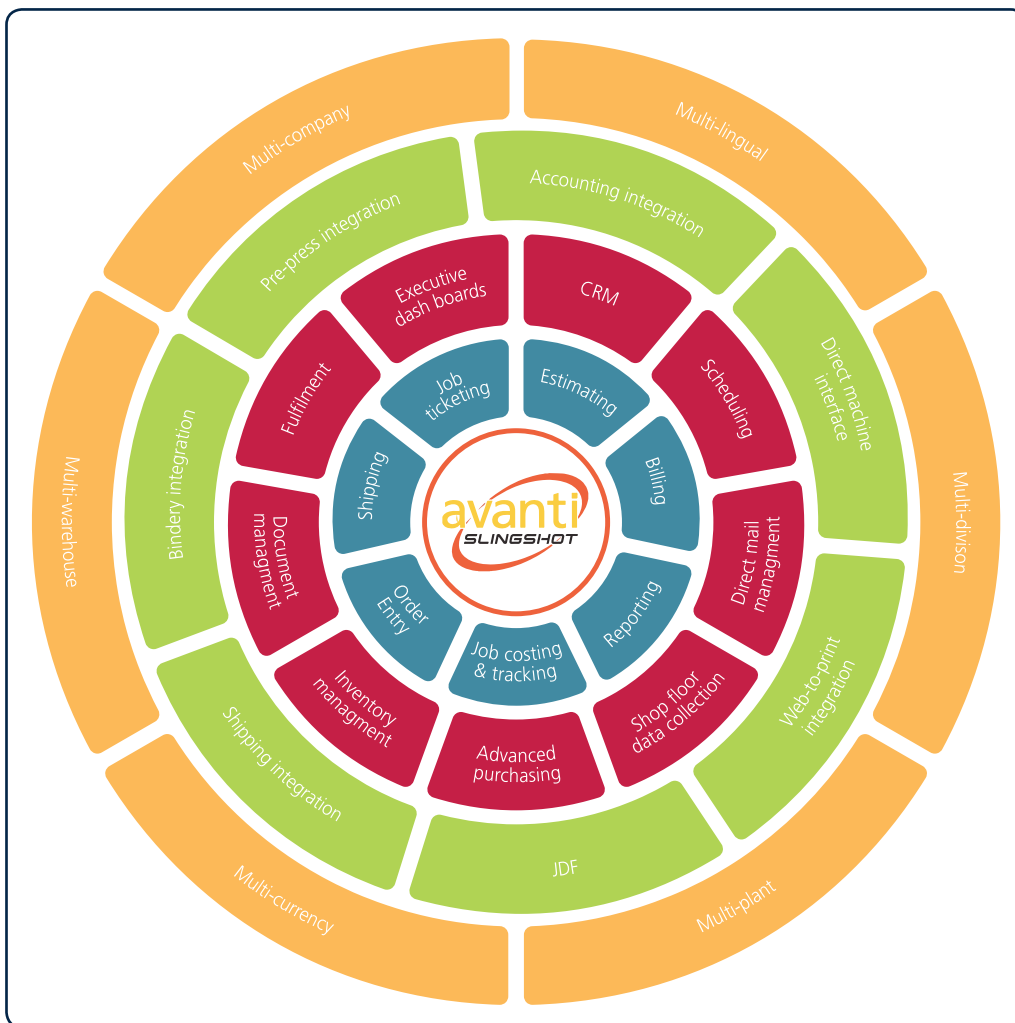 Multi-company
Multi-lingual
Multi-divison
Multi-plant
Multi-currency
Multi-warehouse
Pre-press integration
Accounting integration
Direct machine
interface
Web-to-print
integration
JDF
Shipping integration
Bindery integration
Executive
dash boards
CRM
Scheduling
Direct mail
managment
Shop floor
data collection
Advanced
purchasing
Inventory
managment
Document
managment
Fulfilment
Job
ticketing
Estimating
Billing
Reporting
Job costing
& tracking
Order
Entry
Shipping
avanti
SLINGSHOT